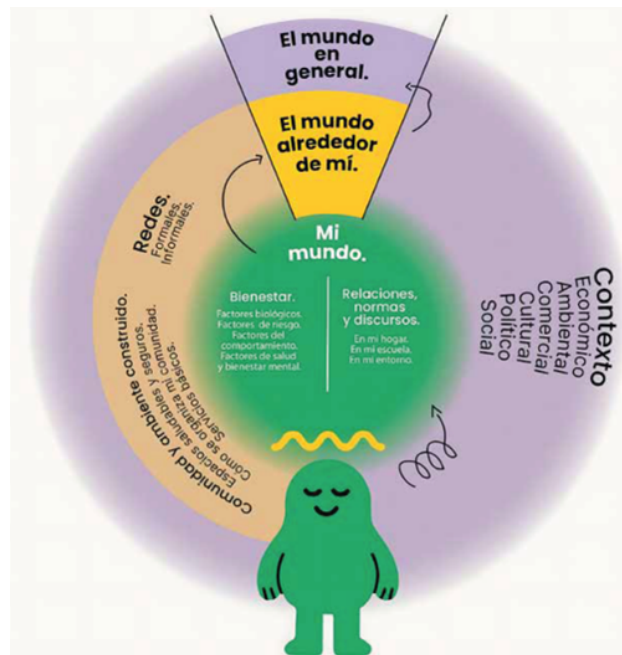 El mundo
en
general.
El mundo
alrededor
de mí.
Mi
mundo.
Bienestar.
Factores biológicos.
Factores de riesgo.
Factores del
comportamiento.
Factores de salud
y bienestar mental.
Relaciones,
normas
y discursos.
En mi hogar.
En mi escuela.
En mi entorno.
Redes.
Formales.
Informales.
Comunidad y ambiente construido.
Espacios saludables y seguros.
Cómo se organiza mi comunidad.
Servicios básicos.
Contexto
Económico
Ambiental
Comercial
Cultural
Político
Social